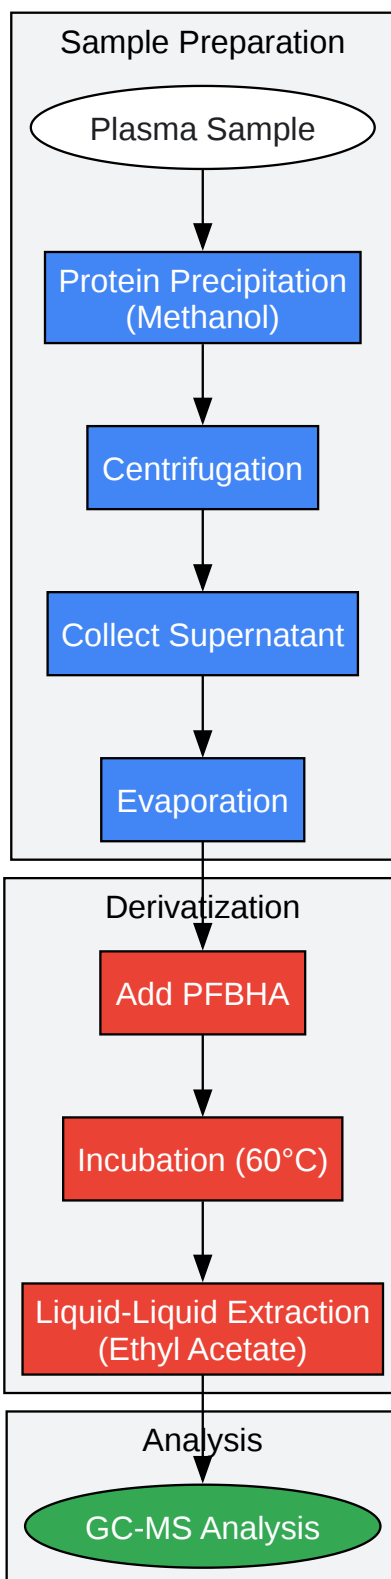 Sample Preparation
Plasma Sample
Protein Precipitation
(Methanol)
Centrifugation
Collect Supernatant
Evaporation
Derivatization
Add PFBHA
Incubation (60°C)
Liquid-Liquid Extraction
(Ethyl Acetate)
Analysis
GC-MS Analysis